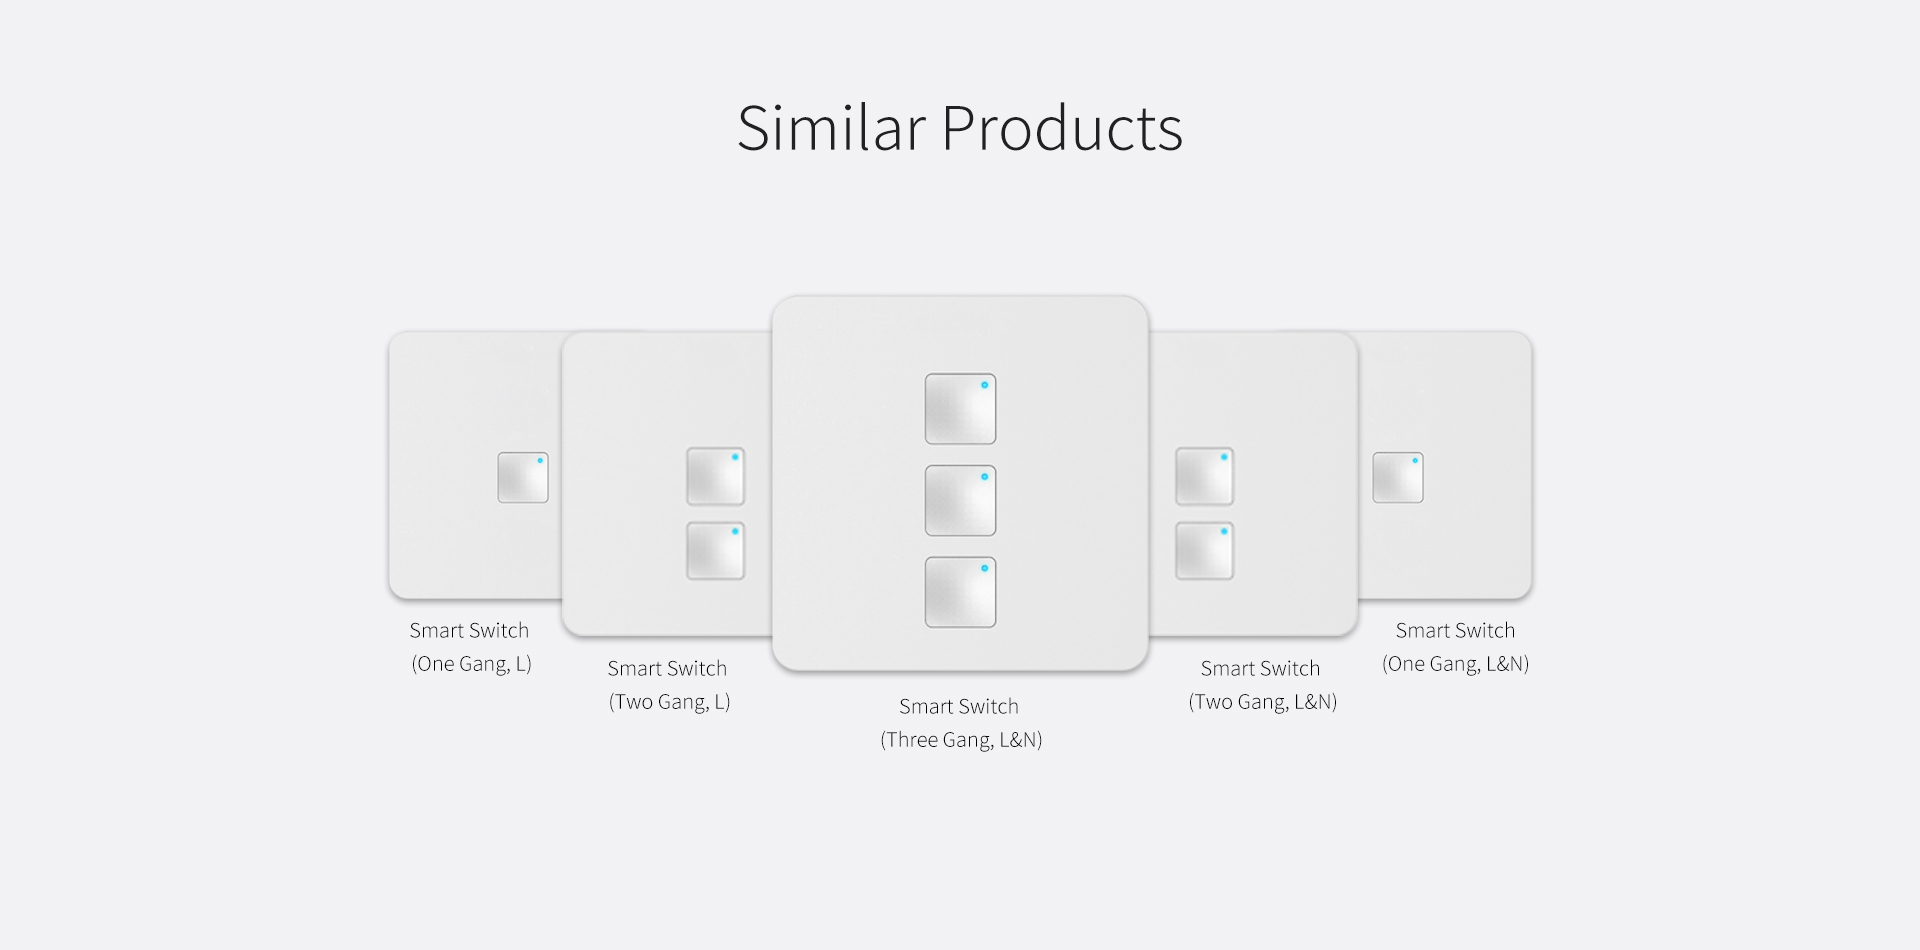 Similar Products
Smart Switch
(One Gang, L)
Smart Switch
(Two Gang, L)
Smart Switch
(Three Gang, L&N)
Smart Switch
(Two Gang, L&N)
Smart Switch
(One Gang, L&N)